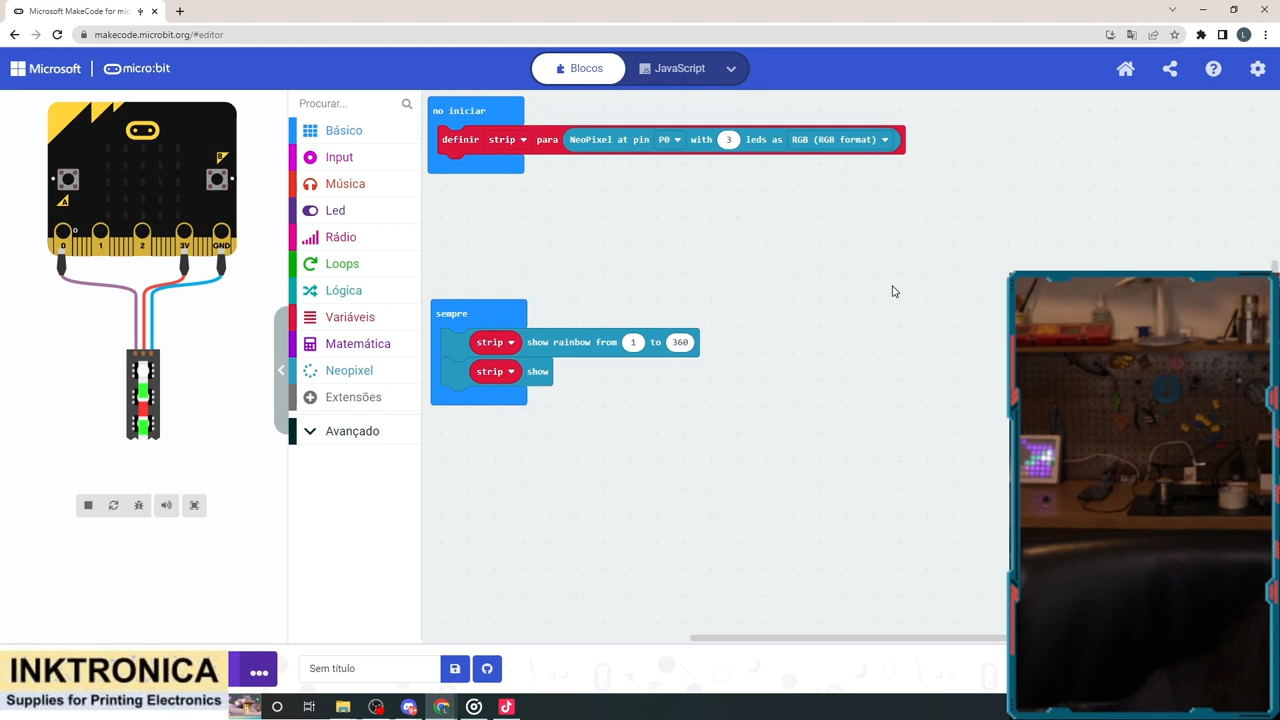 Microsoft MakeCode for mic
makecode.microbit.org/#editor
L
Microsoft
micro:bit
Blocos
JavaScript
B
A
0
0 1 2 3V GND
Procurar...
Básico
Input
Música
Led
Rádio
Loops
Lógica
Variáveis
Matemática
Neopixel
Extensões
Avançado
no iniciar
definir strip para NeoPixel at pin P0 with 3 leds as RGB (RGB format)
sempre
strip show rainbow from 1 to 360
strip show
INKTRONICA
Supplies for Printing Electronics
Sem título